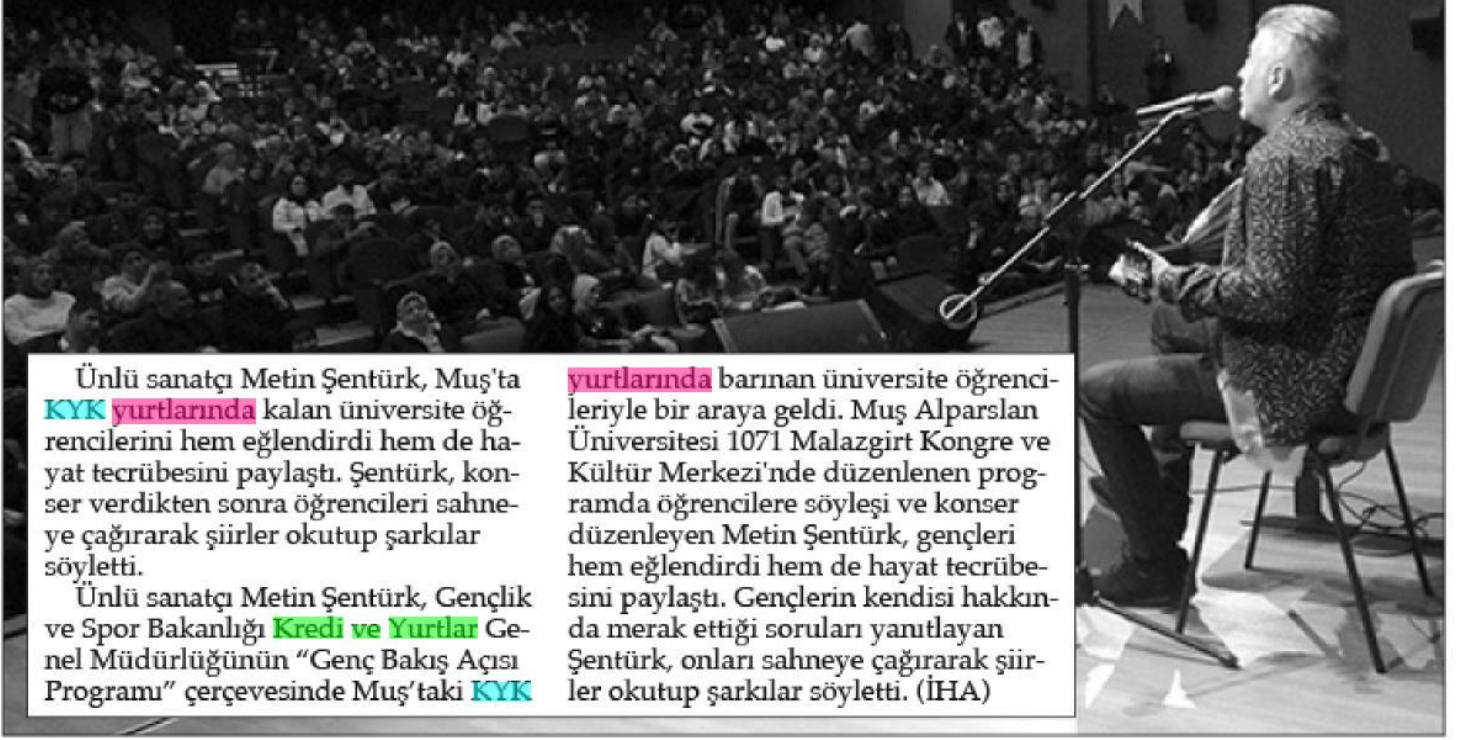 Ünlü sanatçı Metin Şentürk, Muş'ta
KYK yurtlarında kalan üniversite öğ-
rencilerini hem eğlendirdi hem de ha-
yat tecrübesini paylaştı. Şentürk, kon-
ser verdikten sonra öğrencileri sahne-
ye çağırarak şiirler okutup şarkılar
söyletti.
Ünlü sanatçı Metin Şentürk, Gençlik
ve Spor Bakanlığı Kredi ve Yurtlar Ge-
nel Müdürlüğünün “Genç Bakış Açısı
Programı” çerçevesinde Muş’taki KYK
yurtlarında barınan üniversite öğrenci-
leriyle bir araya geldi. Muş Alparslan
Üniversitesi 1071 Malazgirt Kongre ve
Kültür Merkezi'nde düzenlenen prog-
ramda öğrencilere söyleşi ve konser
düzenleyen Metin Şentürk, gençleri
hem eğlendirdi hem de hayat tecrübe-
sini paylaştı. Gençlerin kendisi hakkın-
da merak ettiği soruları yanıtlayan
Şentürk, onları sahneye çağırarak şiir-
ler okutup şarkılar söyletti. (İHA)